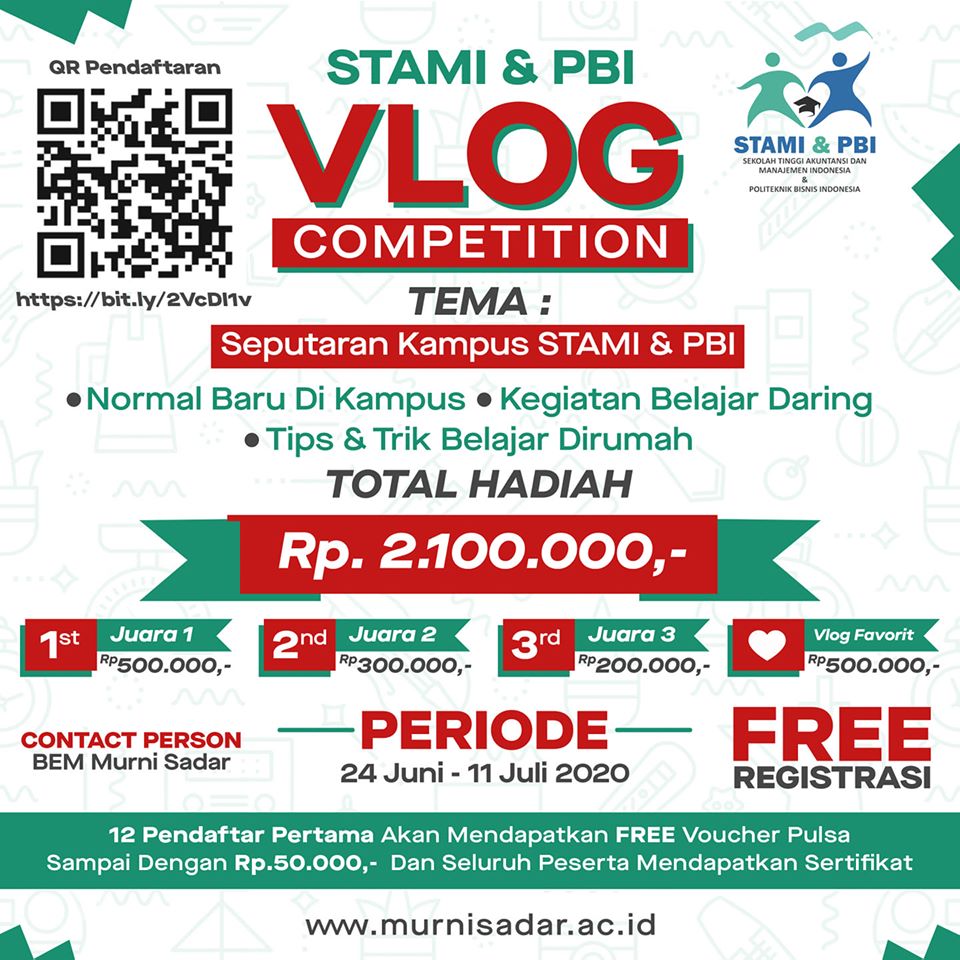 QR Pendaftaran
https://bit.ly/2VcDl1v
STAMI & PBI
VLOG
COMPETITION
STAMI & PBI
SEKOLAH TINGGI AKUNTANSI DAN
MANAJEMEN INDONESIA
&
POLITEKNIK BISNIS INDONESIA
TEMA :
Seputaran Kampus STAMI & PBI
•Normal Baru Di Kampus •Kegiatan Belajar Daring
•Tips & Trik Belajar Dirumah
TOTAL HADIAH
Rp. 2.100.000,-
1st Juara 1
Rp500.000,-
2nd Juara 2
Rp300.000,-
3rd Juara 3
Rp200.000,-
Vlog Favorit
Rp500.000,-
CONTACT PERSON
BEM Murni Sadar
PERIODE
24 Juni - 11 Juli 2020
FREE
REGISTRASI
12 Pendaftar Pertama Akan Mendapatkan FREE Voucher Pulsa
Sampai Dengan Rp.50.000,- Dan Seluruh Peserta Mendapatkan Sertifikat
www.murnisadar.ac.id